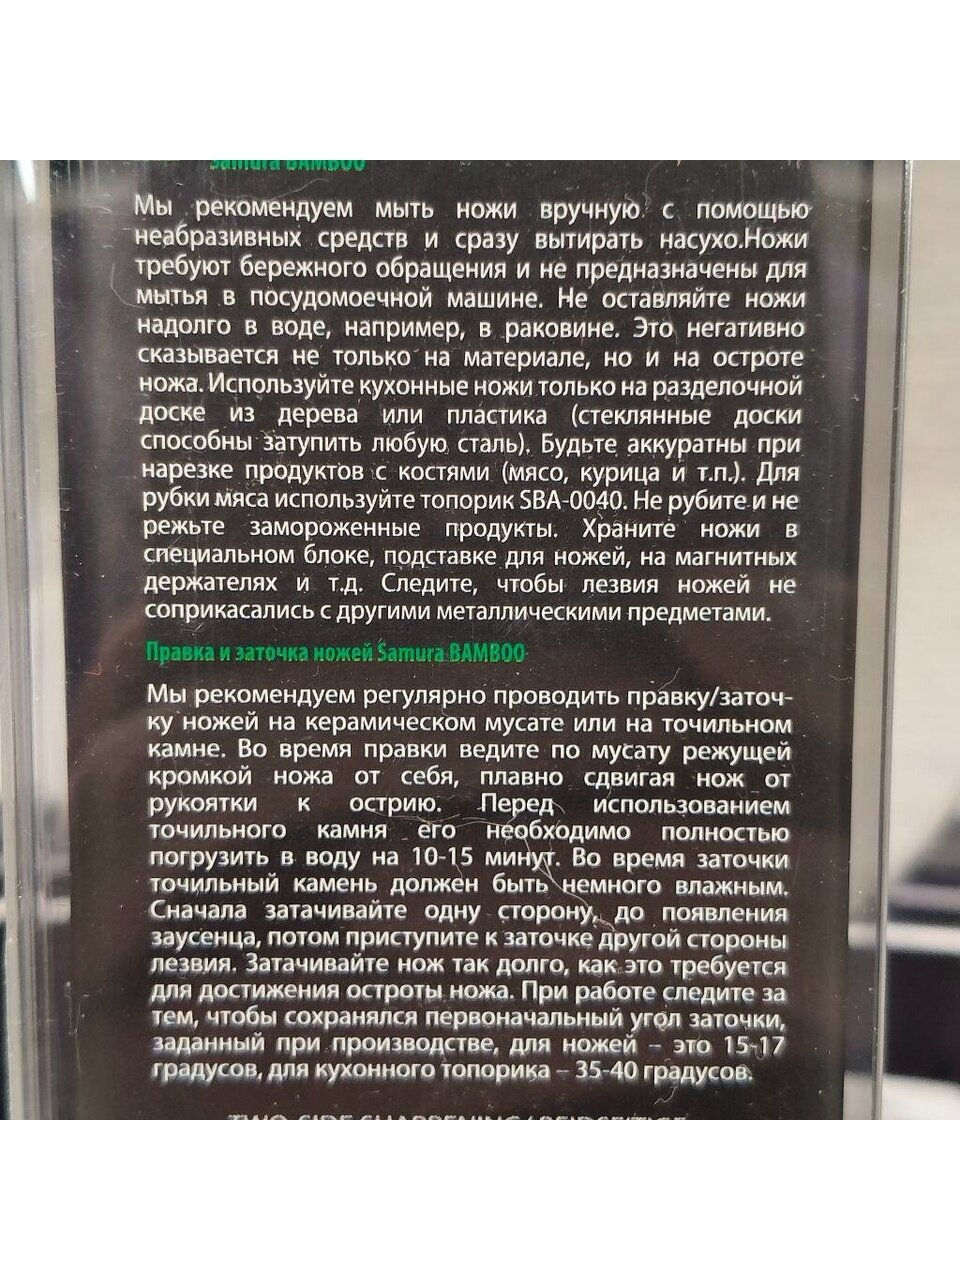 Samura BAMBOO
Мы рекомендуем мыть ножи вручную с помощью
неабразивных средств и сразу вытирать насухо.Ножи
требуют бережного обращения и не предназначены для
мытья в посудомоечной машине. Не оставляйте ножи
надолго в воде, например, в раковине. Это негативно
сказывается не только на материале, но и на остроте
ножа. Используйте кухонные ножи только на разделочной
доске из дерева или пластика (стеклянные доски
способны затупить любую сталь). Будьте аккуратны при
нарезке продуктов с костями (мясо, курица и т.п.). Для
рубки мяса используйте топорик SBA-0040. Не рубите и не
режьте замороженные продукты. Храните ножи в
специальном блоке, подставке для ножей, на магнитных
держателях и т.д. Следите, чтобы лезвия ножей не
соприкасались с другими металлическими предметами.
Правка и заточка ножей Samura BAMBOO
Мы рекомендуем регулярно проводить правку/заточ-
ку ножей на керамическом мусате или на точильном
камне. Во время правки ведите по мусату режущей
кромкой ножа от себя, плавно сдвигая нож от
рукоятки к острию. Перед использованием
точильного камня его необходимо полностью
погрузить в воду на 10-15 минут. Во время заточки
точильный камень должен быть немного влажным.
Сначала затачивайте одну сторону, до появления
заусенца, потом приступите к заточке другой стороны
лезвия. Затачивайте нож так долго, как это требуется
для достижения остроты ножа. При работе следите за
тем, чтобы сохранялся первоначальный угол заточки,
заданный при производстве, для ножей – это 15-17
градусов, для кухонного топорика – 35-40 градусов.
TWO-SIDE SHARPENING/